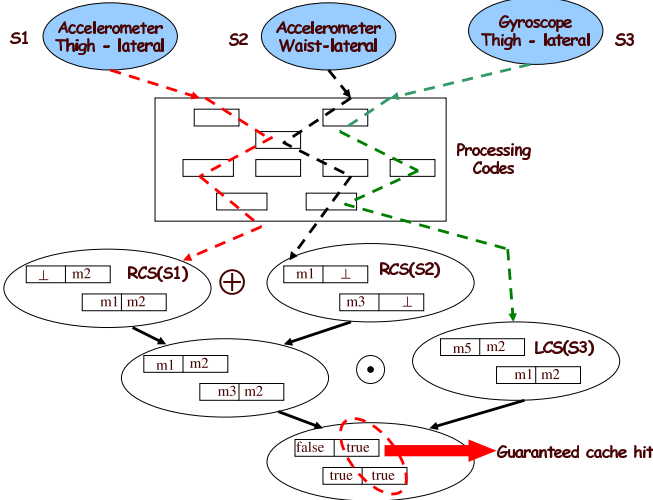 S1
Accelerometer
Thigh - lateral
S2
Accelerometer
Waist-lateral
Gyroscope
Thigh - lateral
S3
Processing
Codes
⊥ m2
RCS(S1)
m1 m2
⊕
m1 ⊥
RCS(S2)
m3 ⊥
m1 m2
m3 m2
m5 m2
LCS(S3)
m1 m2
false true
true true
Guaranteed cache hit